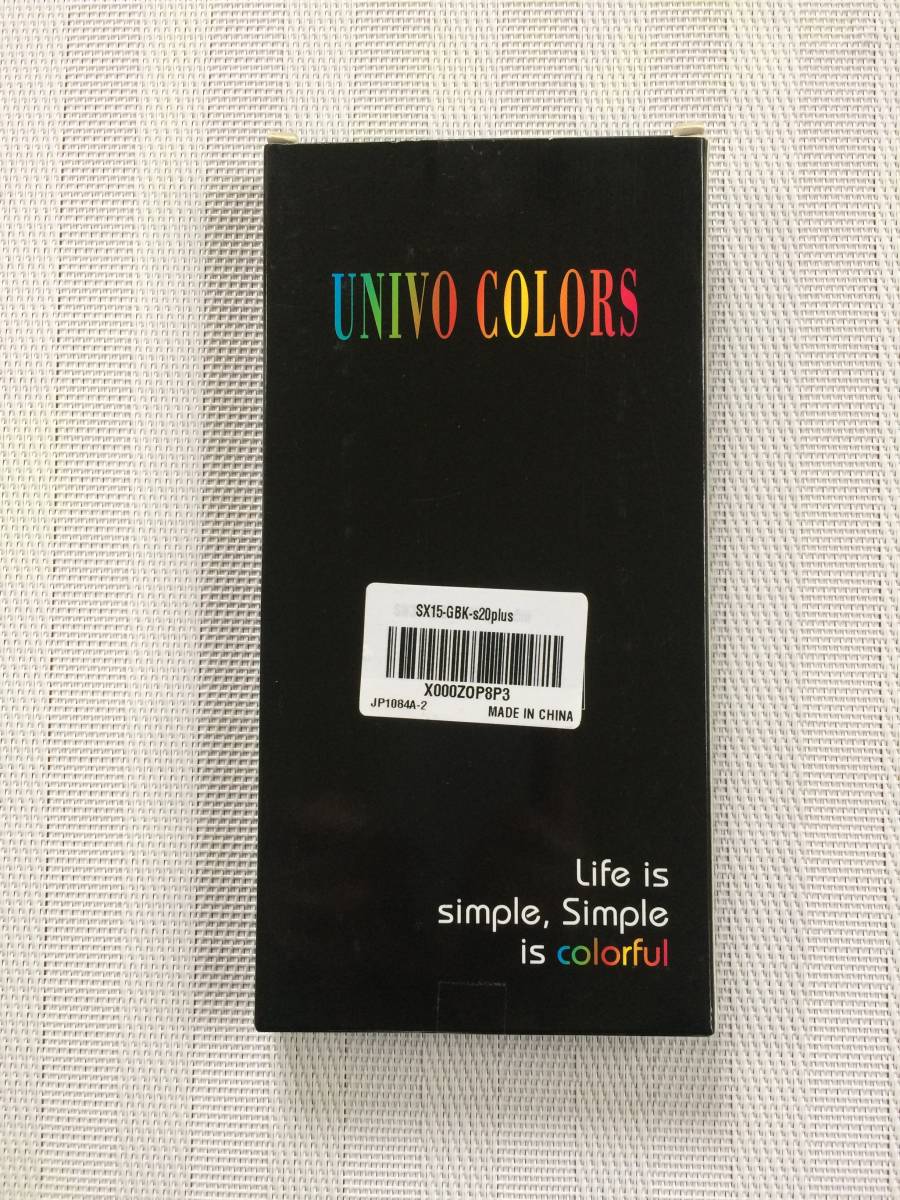 UNIVO COLORS
SX15-GBK-s20plus
X000ZOP8P3
JP1084A-2
MADE IN CHINA
Life is
simple, Simple
is colorful